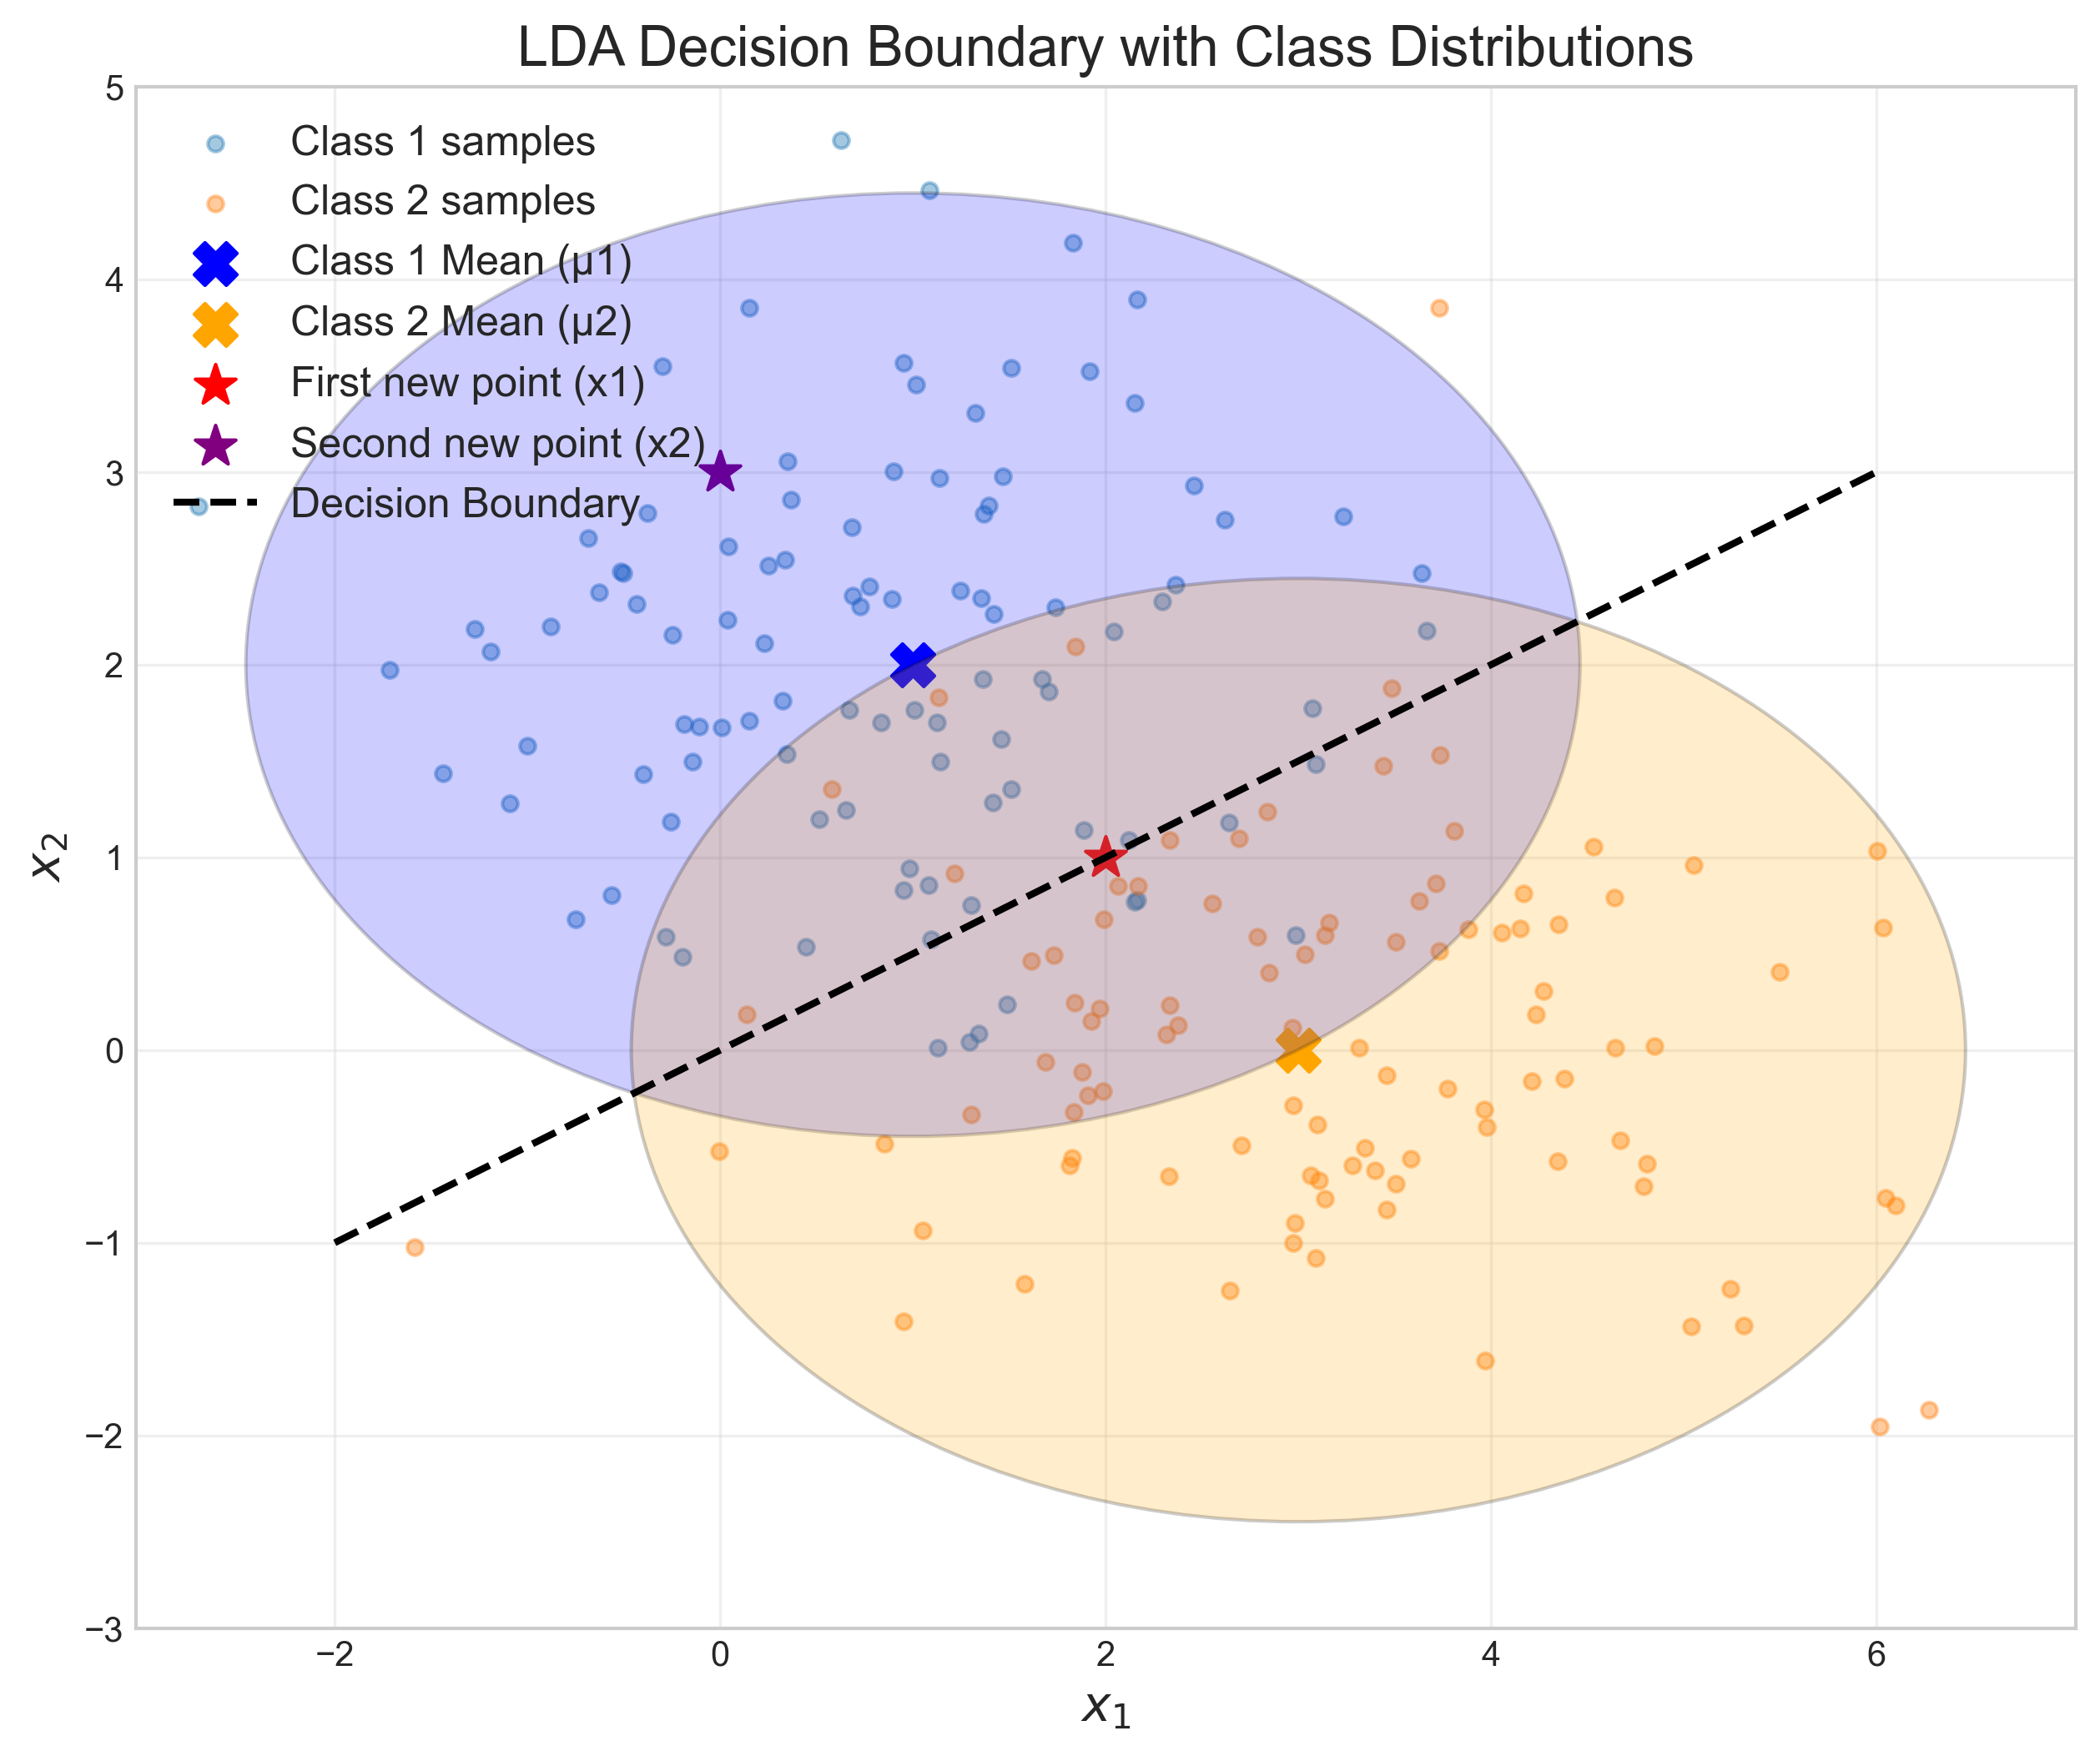 LDA Decision Boundary with Class Distributions
5
4
3
2
1
0
−1
−2
−3
Class 1 samples
Class 2 samples
Class 1 Mean (μ1)
Class 2 Mean (μ2)
First new point (x1)
Second new point (x2)
Decision Boundary
x₂
−2 0 2 4 6
x₁